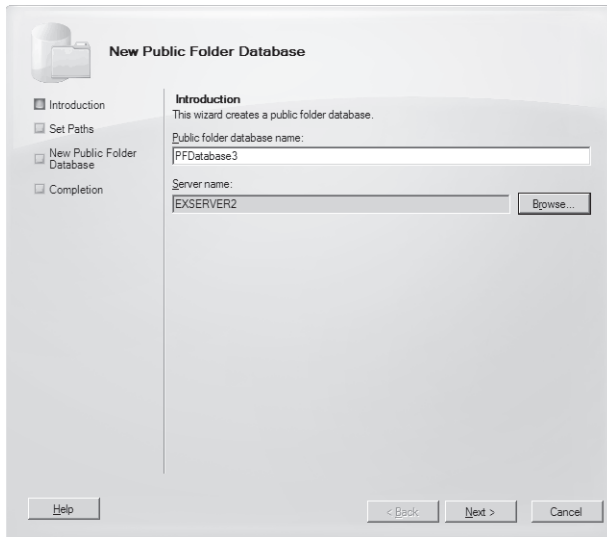 New Public Folder Database
Introduction
Set Paths
New Public Folder
Database
Completion
Introduction
This wizard creates a public folder database.
Public folder database name:
PFDatabase3
Server name:
EXSERVER2
Browse...
Help
< Back
Next >
Cancel